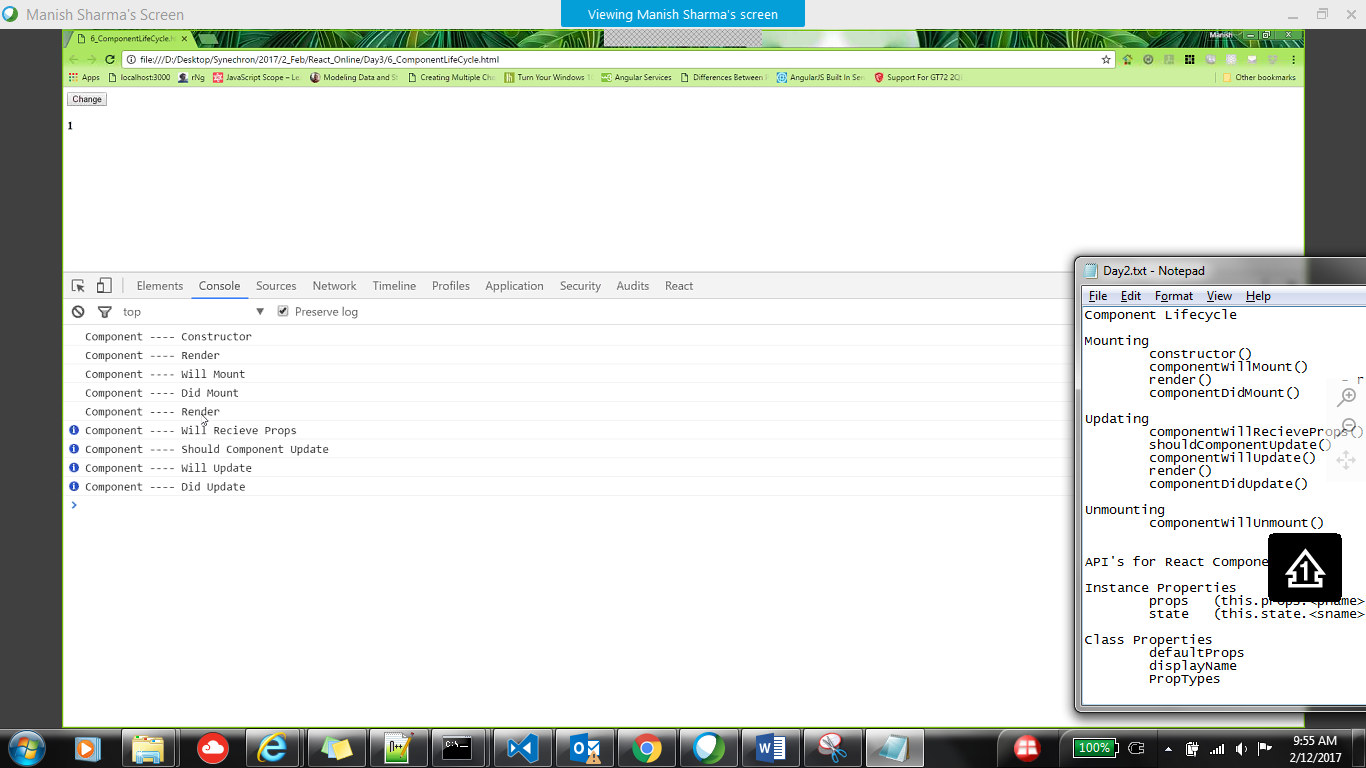 Manish Sharma's Screen
Viewing Manish Sharma's screen
6_ComponentLifeCycle.h
Manish
file:///D:/Desktop/Synechron/2017/2_Feb/React_Online/Day3/6_ComponentLifeCycle.html
Apps localhost:3000 rNg JavaScript Scope – Le Modeling Data and S Creating Multiple Cha Turn Your Windows 1 Angular Services Differences Between AngularJS Built In Serv Support For GT72 2Q Other bookmarks
Change
1
Elements Console Sources Network Timeline Profiles Application Security Audits React
top Preserve log
Component ---- Constructor
Component ---- Render
Component ---- Will Mount
Component ---- Did Mount
Component ---- Render
Component ---- Will Recieve Props
Component ---- Should Component Update
Component ---- Will Update
Component ---- Did Update
Day2.txt - Notepad
File Edit Format View Help
Component Lifecycle
Mounting
constructor()
componentWillMount()
render()
componentDidMount()
Updating
componentWillRecieveProps()
shouldComponentUpdate()
componentWillUpdate()
render()
componentDidUpdate()
Unmounting
componentWillUnmount()
API's for React Compone
Instance Properties
props (this.props.<pname>
state (this.state.<sname>
Class Properties
defaultProps
displayName
PropTypes
1
100%
9:55 AM
2/12/2017